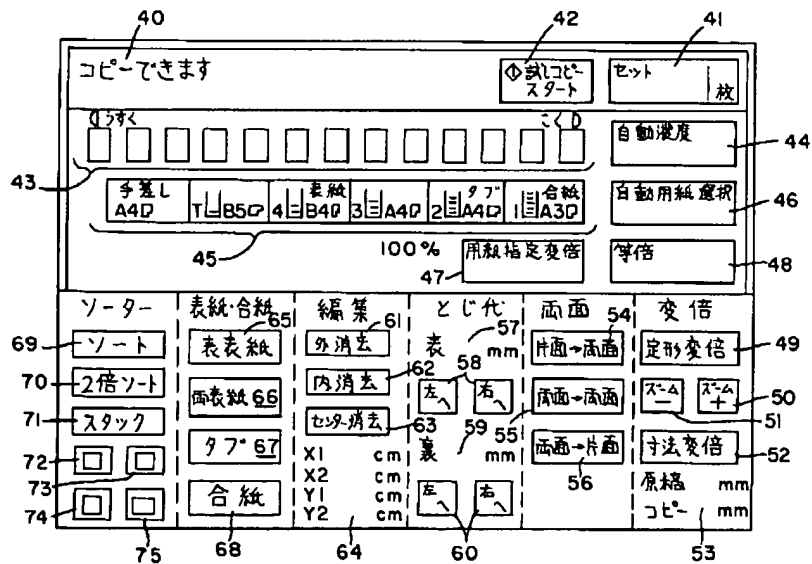 40
42
41
コピーできます
試しコピー
スタート
セット
枚
うすく
こく
自動濃度
43
44
手差し
A4
T B5
表紙
4 B4
3 A4
タブ
2 A4
合紙
1 A3
自動用紙選択
46
45
100%
47
用紙指定変倍
等倍
48
ソーター
表紙・合紙
編集
とじ代
両面
変倍
69
ソート
65
表表紙
61
外消去
57
表 mm
54
片面→両面
定形変倍
49
70
2倍ソート
両表紙 66
62
内消去
58
左へ
右へ
55
両面→両面
ズーム
−
ズーム
+
50
51
71
スタック
タブ 67
センター消去
63
59
裏 mm
両面→片面
56
寸法変倍
52
72
73
X1 cm
X2 cm
Y1 cm
Y2 cm
左へ
右へ
原稿 mm
コピー mm
74
75
合紙
68
64
60
53